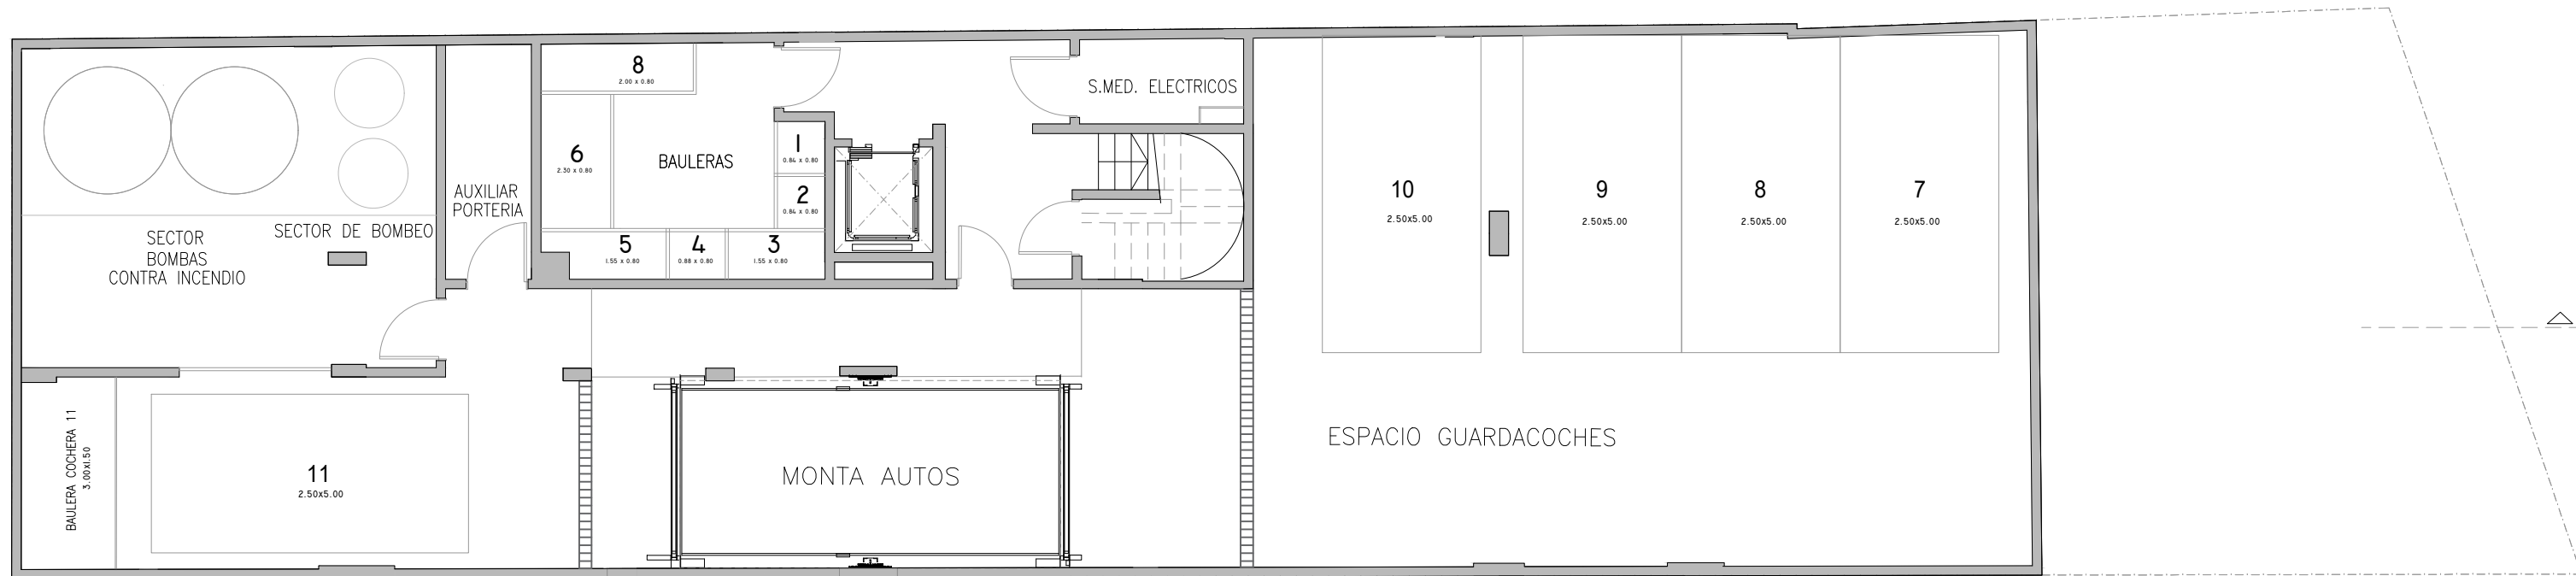 8
2.00 x 0.80
S.MED. ELECTRICOS
1
0.84 x 0.80
6
2.30 x 0.80
BAULERAS
2
0.84 x 0.80
AUXILIAR
PORTERIA
10
2.50x5.00
9
2.50x5.00
8
2.50x5.00
7
2.50x5.00
SECTOR
BOMBAS
CONTRA INCENDIO
SECTOR DE BOMBEO
5
1.55 x 0.80
4
0.88 x 0.80
3
1.55 x 0.80
BAULERA COCHERA 11
3.00x1.50
11
2.50x5.00
MONTA AUTOS
ESPACIO GUARDACOCHES